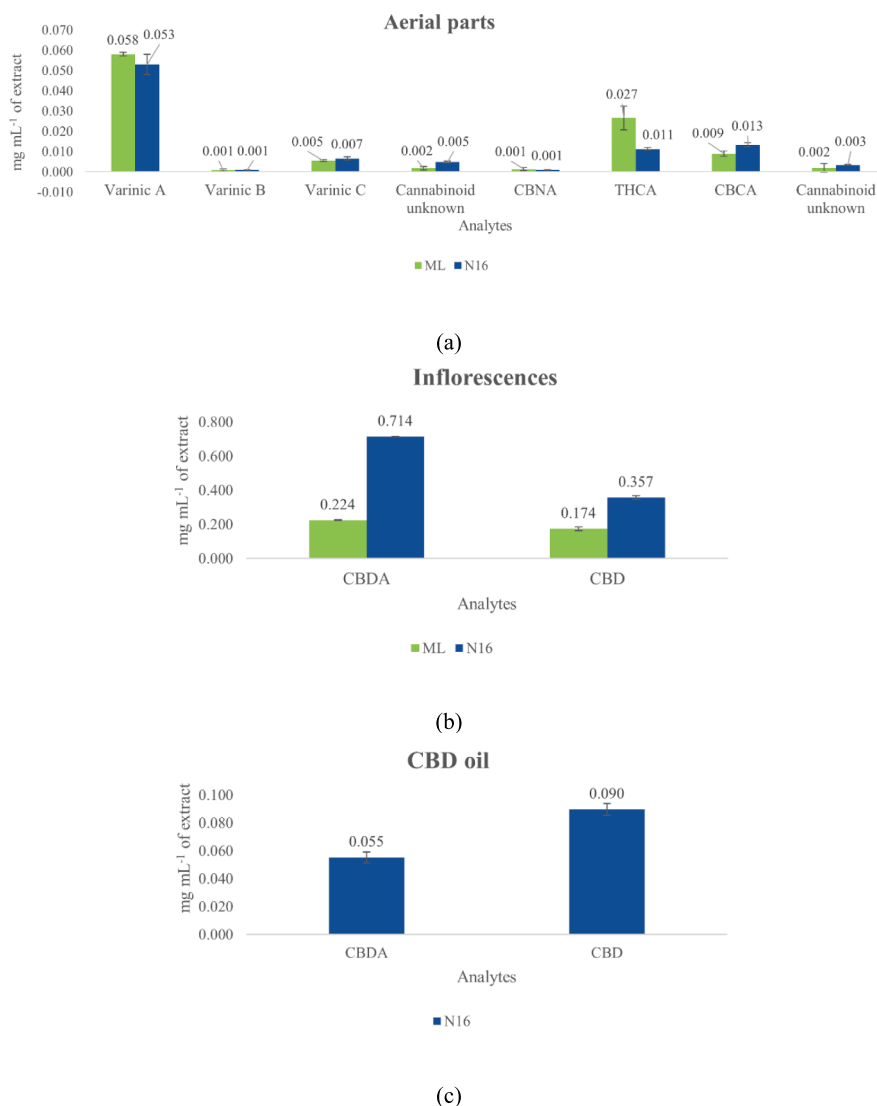 Aerial parts
mg mL-1 of extract
0.070
0.060
0.050
0.040
0.030
0.020
0.010
0.000
-0.010
0.058
0.053
0.001
0.001
0.005
0.007
0.002
0.005
0.001
0.001
0.027
0.011
0.009
0.013
0.002
0.003
Varinic A
Varinic B
Varinic C
Cannabinoid
unknown
CBNA
THCA
CBCA
Cannabinoid
unknown
Analytes
ML N16
(a)
Inflorescences
mg mL-1 of extract
0.800
0.600
0.400
0.200
0.000
0.224
0.714
0.174
0.357
CBDA
CBD
Analytes
ML N16
(b)
CBD oil
mg mL-1 of extract
0.100
0.080
0.060
0.040
0.020
0.000
0.055
0.090
CBDA
CBD
Analytes
N16
(c)